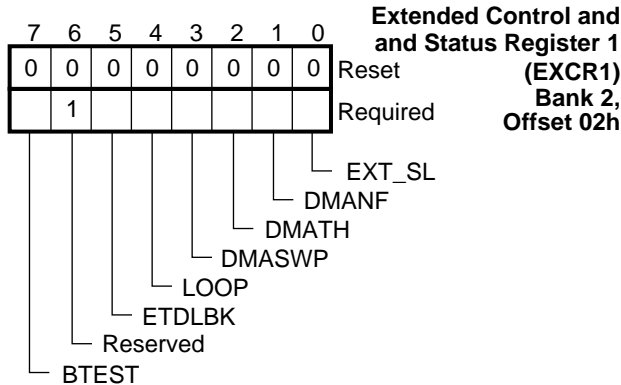 Extended Control and
and Status Register 1
(EXCR1)
Bank 2,
Offset 02h
7 6 5 4 3 2 1 0
0 0 0 0 0 0 0 0 Reset
1 Required
EXT_SL
DMANF
DMATH
DMASWP
LOOP
ETDLBK
Reserved
BTEST